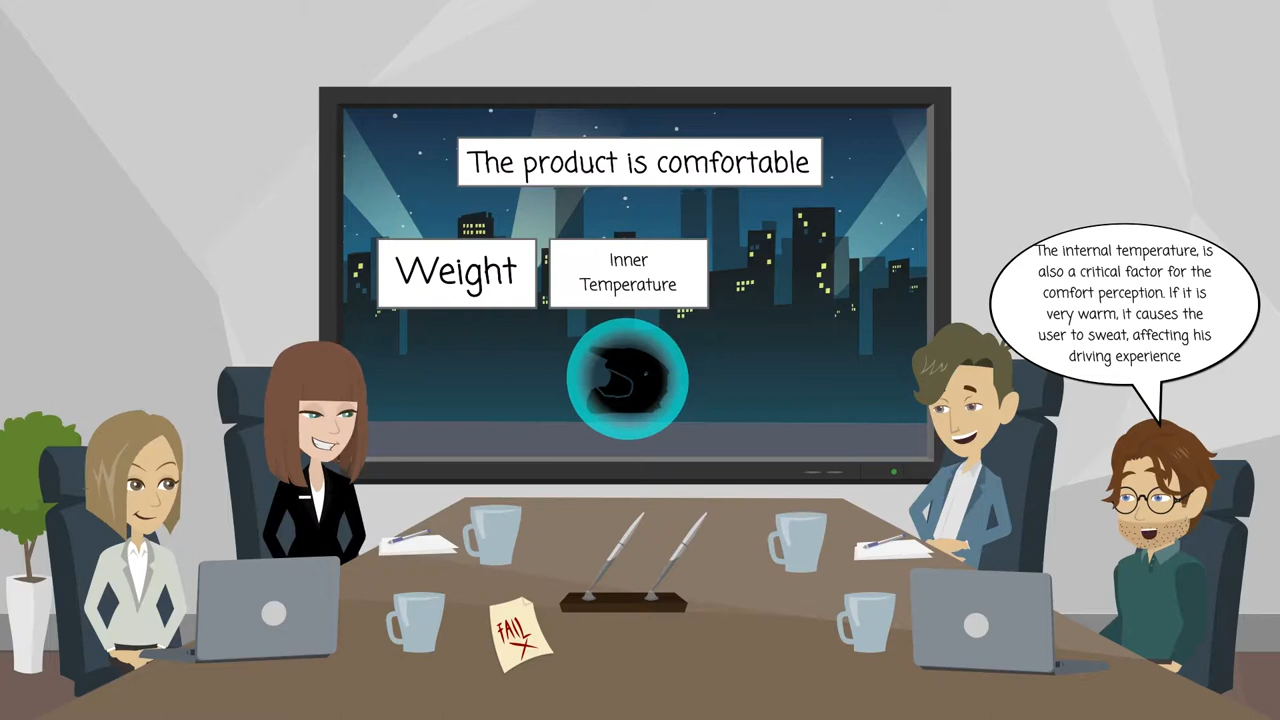 The product is comfortable
Weight
Inner
Temperature
The internal temperature, is
also a critical factor for the
comfort perception. If it is
very warm, it causes the
user to sweat, affecting his
driving experience
FAIL
X